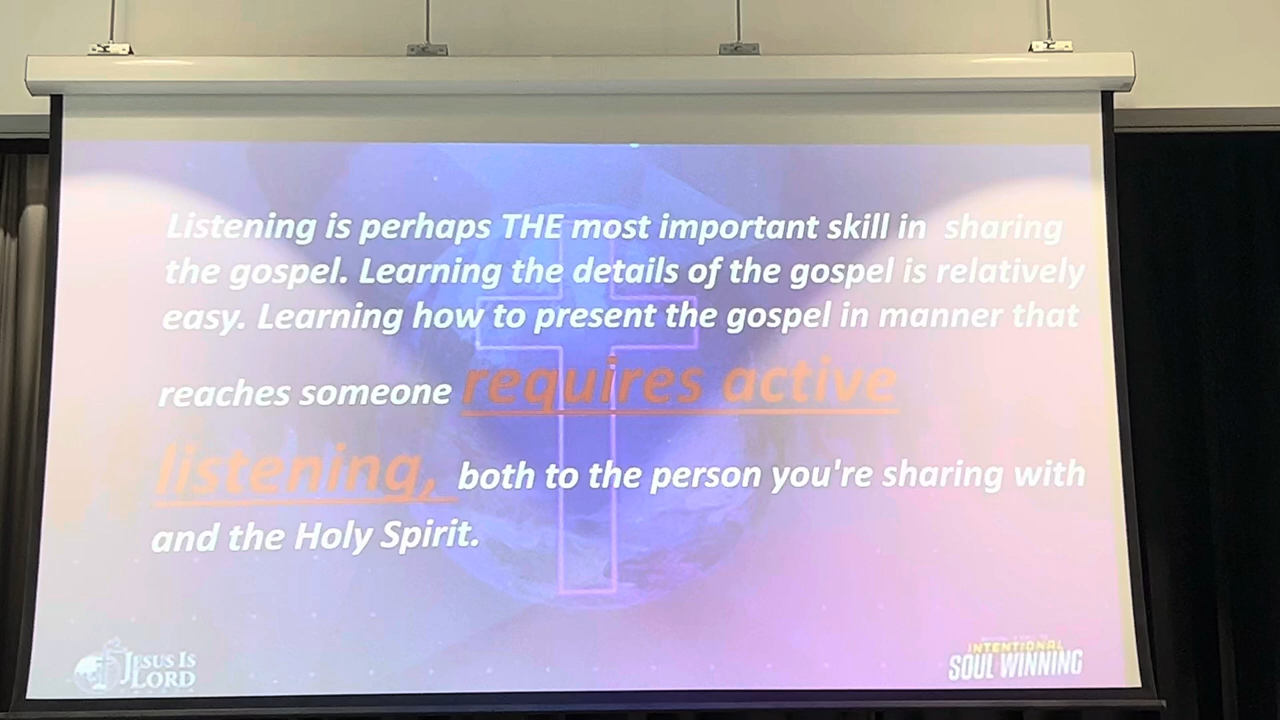 Listening is perhaps THE most important skill in sharing
the gospel. Learning the details of the gospel is relatively
easy. Learning how to present the gospel in manner that
reaches someone requires active
listening, both to the person you're sharing with
and the Holy Spirit.
JESUS IS
LORD
INTENTIONAL
SOUL WINNING